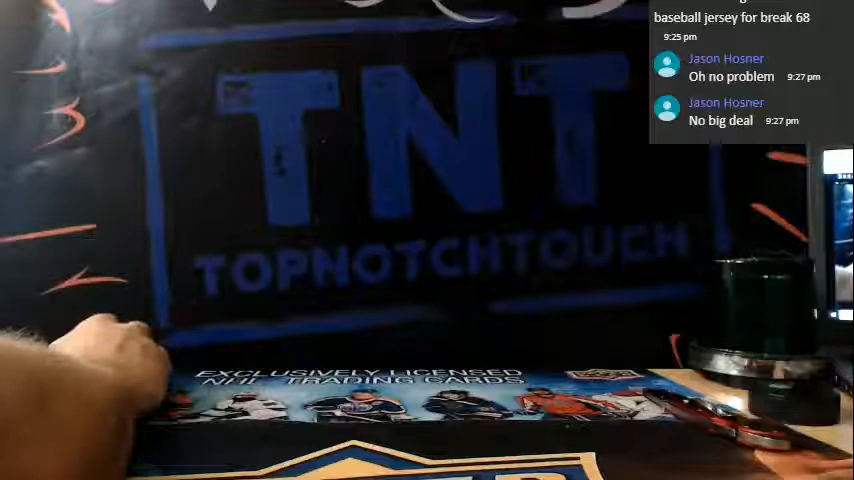 baseball jersey for break 68
9:25 pm
Jason Hosner
Oh no problem 9:27 pm
Jason Hosner
No big deal 9:27 pm
TNT
TOPNOTCHTOUCH
EXCLUSIVELY LICENSED
NHL TRADING CARDS